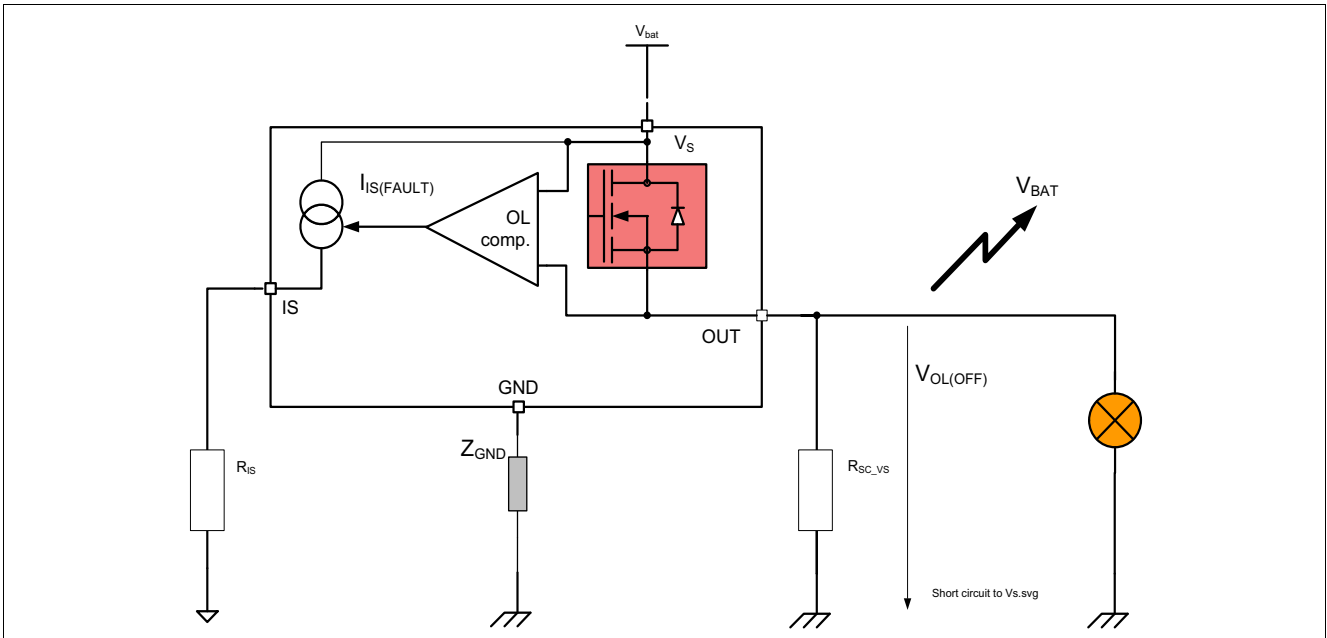 Vbat
VS
IIS(FAULT)
OL
comp.
VBAT
IS
OUT
VOL(OFF)
GND
ZGND
RIS
RSC_VS
Short circuit to Vs.svg